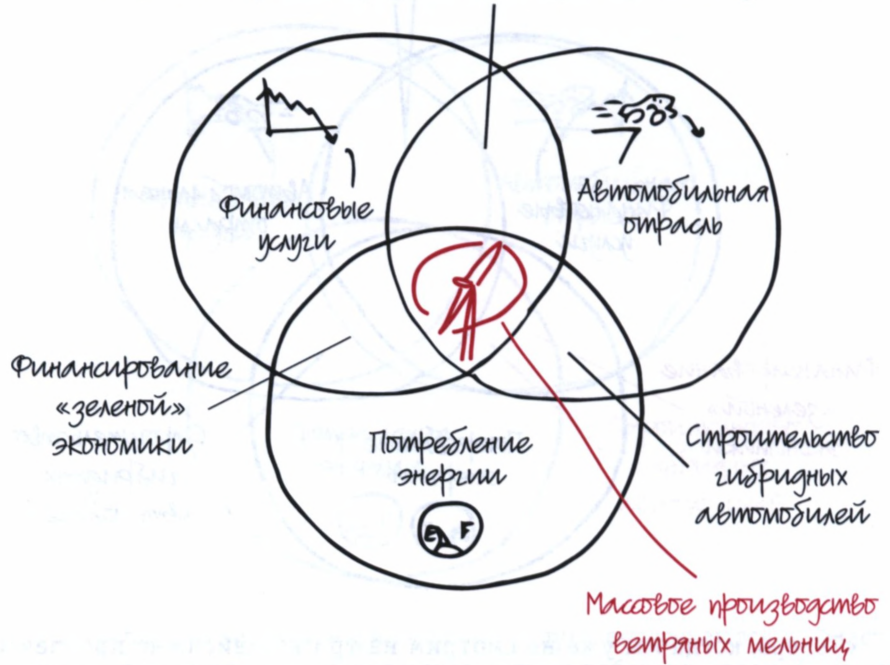 Финансовые
услуги
Автомобильная
отрасль
Финансирование
«зеленой»
экономики
Потребление
энергии
E F
Строительство
гибридных
автомобилей
Массовое производство
ветряных мельниц